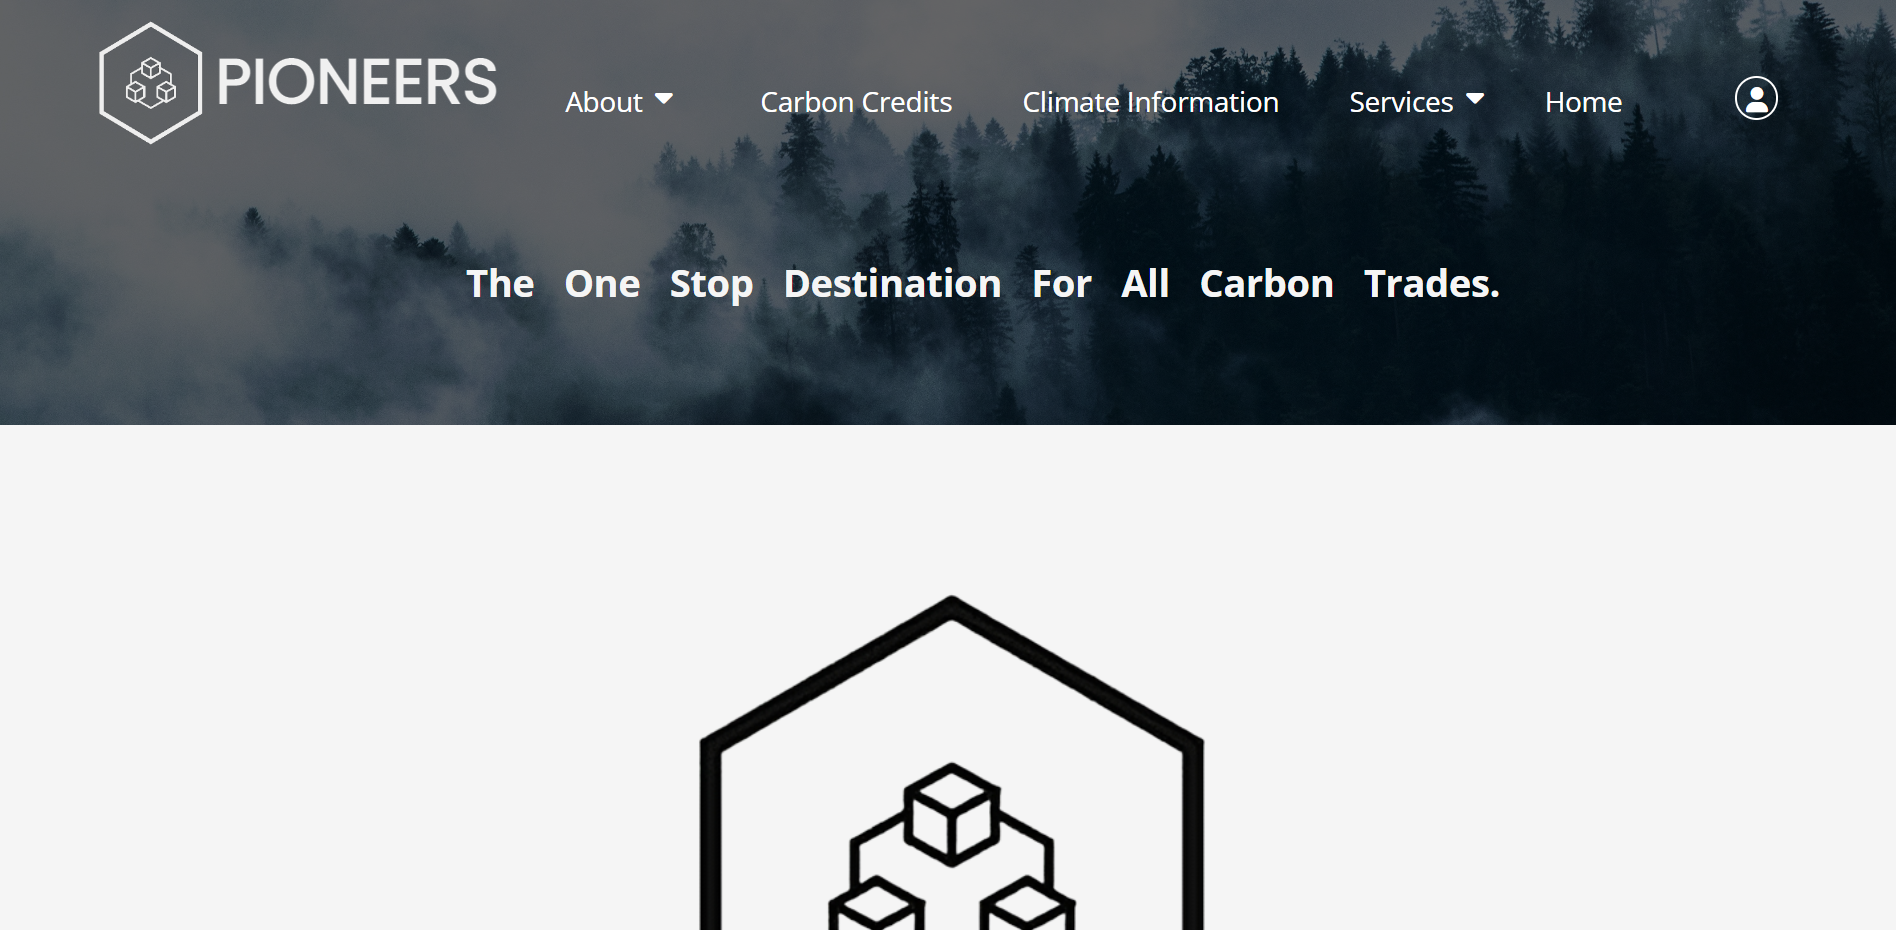 PIONEERS
About
Carbon Credits
Climate Information
Services
Home
The One Stop Destination For All Carbon Trades.